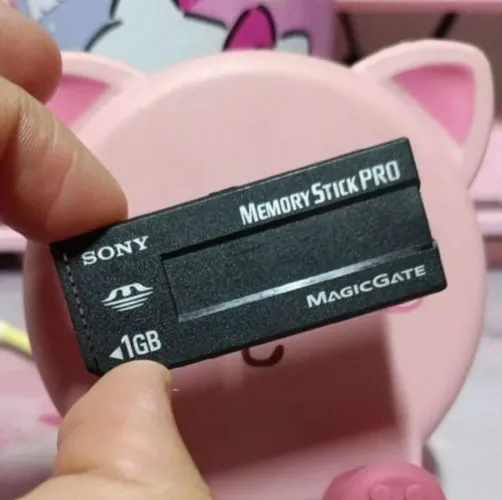 MEMORY STICK PRO
SONY
MAGICGATE
1GB